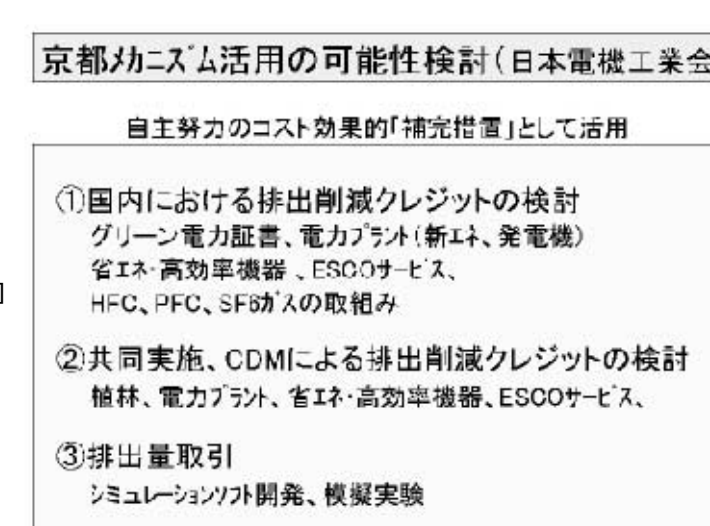 京都ﾒｶﾆｽﾞﾑ活用の可能性検討(日本電機工業会
自主努力のコスト効果的「補完措置」として活用
①国内における排出削減クレジットの検討
グリーン電力証書、電力ﾌﾟﾗﾝﾄ(新ｴﾈ、発電機)
省ｴﾈ･高効率機器、ESCOｻｰﾋﾞｽ、
HFC、PFC、SF6ｶﾞｽの取組み
]
②共同実施、CDMによる排出削減クレジットの検討
植林、電力ﾌﾟﾗﾝﾄ、省ｴﾈ･高効率機器、ESCOｻｰﾋﾞｽ、
③排出量取引
ｼﾐｭﾚｰｼｮﾝｿﾌﾄ開発、模擬実験